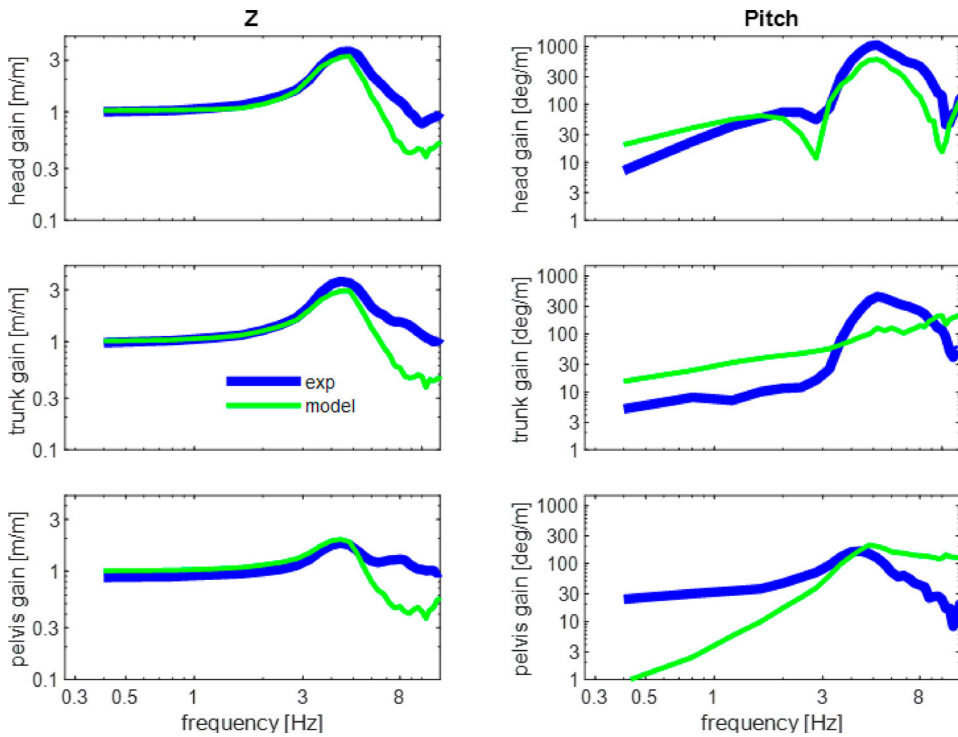 Z
head gain [m/m]
3
1
0.3
0.1
Pitch
head gain [deg/m]
1000
300
100
30
10
3
1
trunk gain [m/m]
3
1
0.3
0.1
exp
model
trunk gain [deg/m]
1000
300
100
30
10
3
1
pelvis gain [m/m]
3
1
0.3
0.1
0.3 0.5 1 3 8
frequency [Hz]
pelvis gain [deg/m]
1000
300
100
30
10
3
1
0.3 0.5 1 3 8
frequency [Hz]